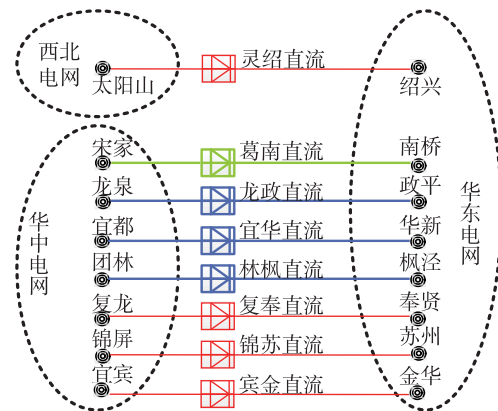 西北
电网
太阳山
灵绍直流
绍兴
宋家
葛南直流
南桥
龙泉
龙政直流
政平
宜都
宜华直流
华新
团林
林枫直流
枫泾
复龙
复奉直流
奉贤
锦屏
锦苏直流
苏州
宜宾
宾金直流
金华
华中电网
华东电网